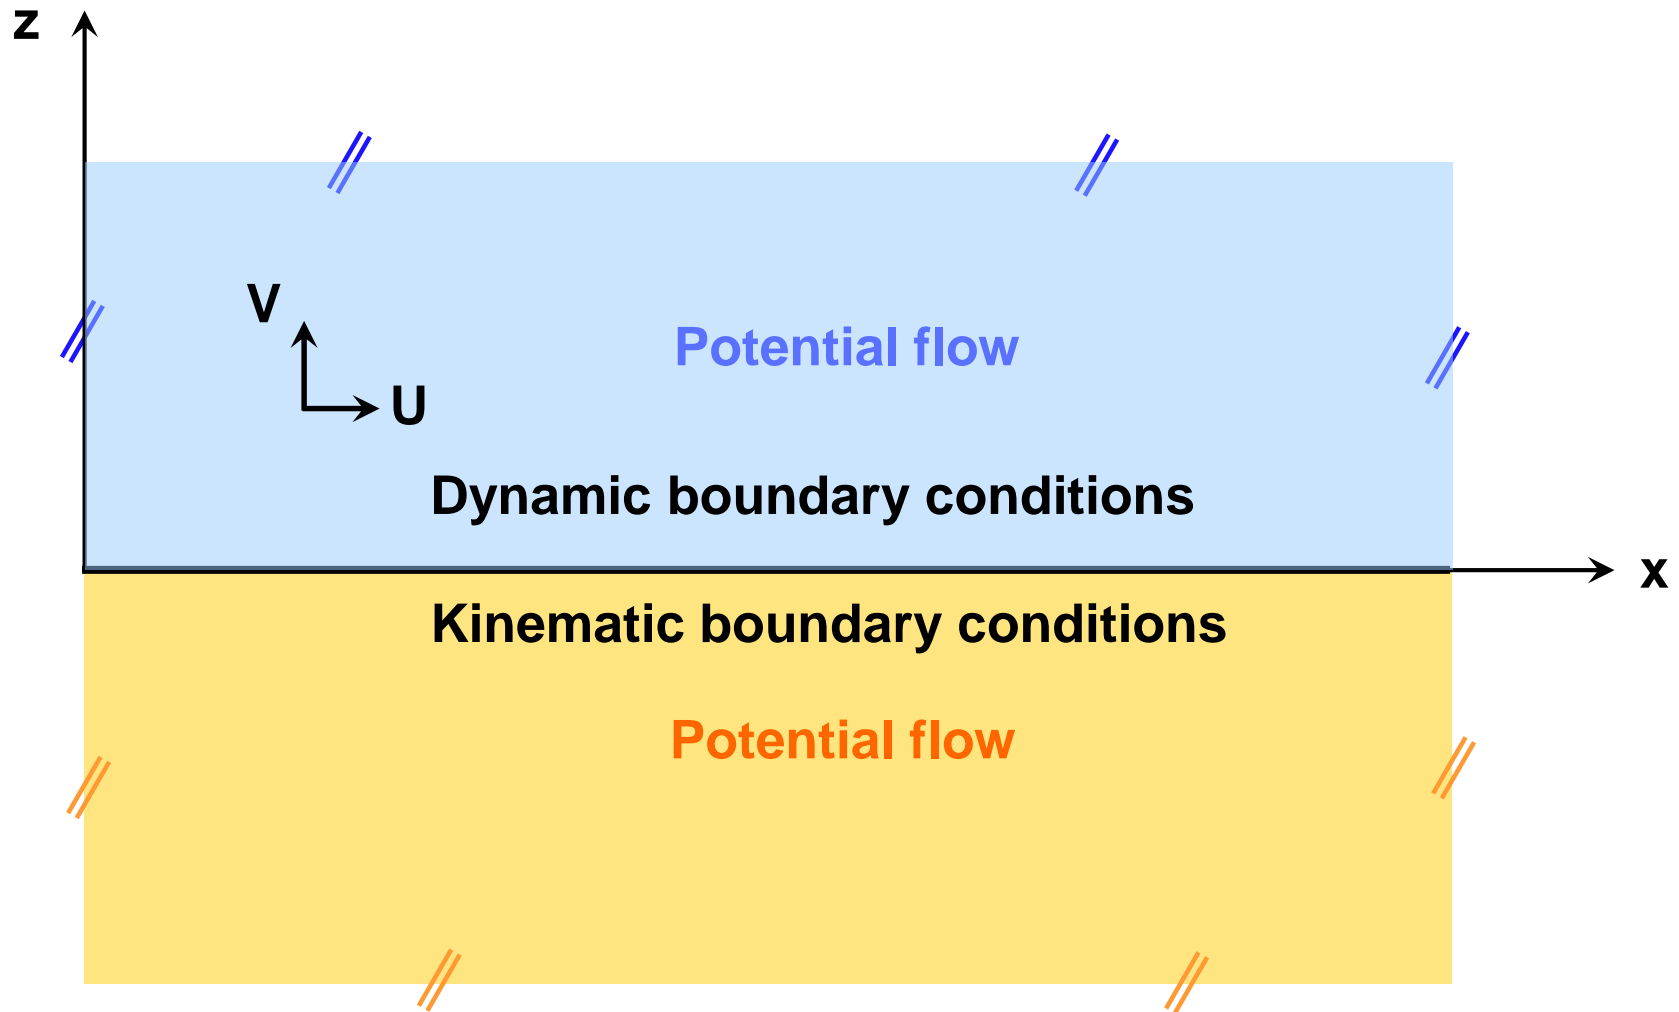 z
V
Potential flow
U
Dynamic boundary conditions
x
Kinematic boundary conditions
Potential flow